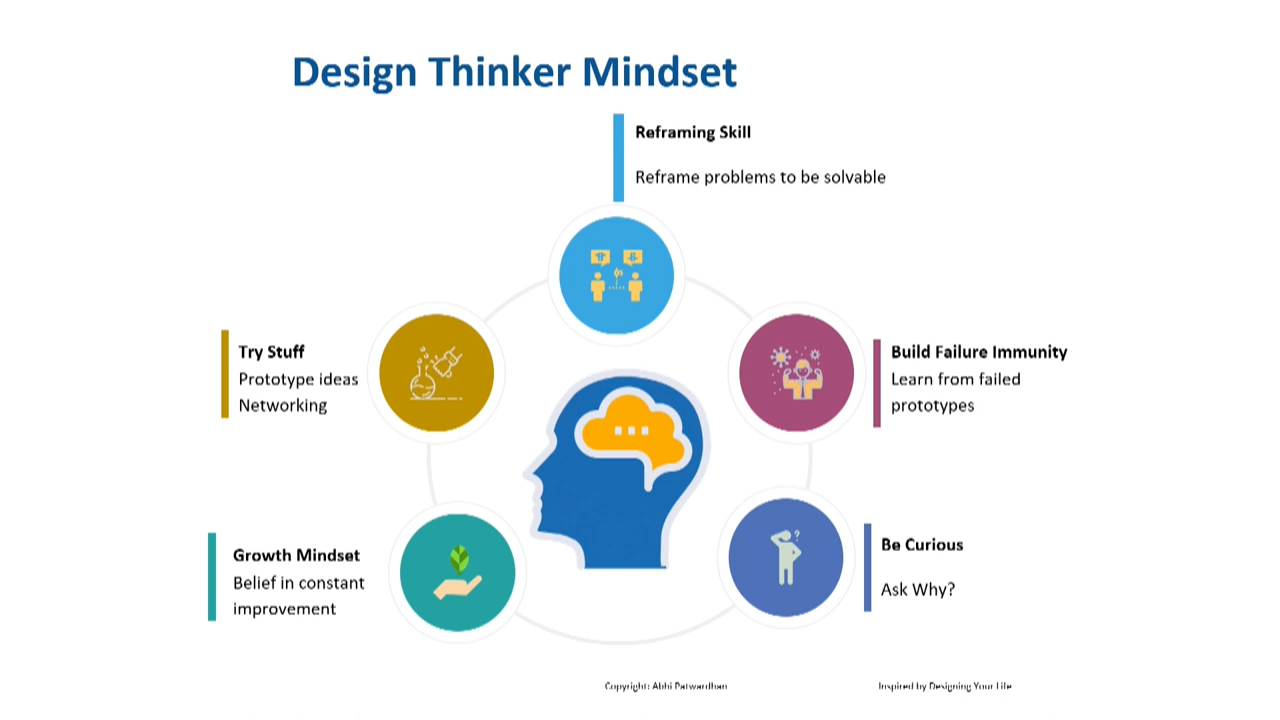 Design Thinker Mindset
Reframing Skill
Reframe problems to be solvable
Try Stuff
Prototype ideas
Networking
Build Failure Immunity
Learn from failed
prototypes
Growth Mindset
Belief in constant
improvement
Be Curious
Ask Why?
Copyright: Abhi Patwardhan
Inspired by Designing Your Life